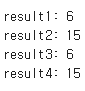 result1: 6
result2: 15
result3: 6
result4: 15